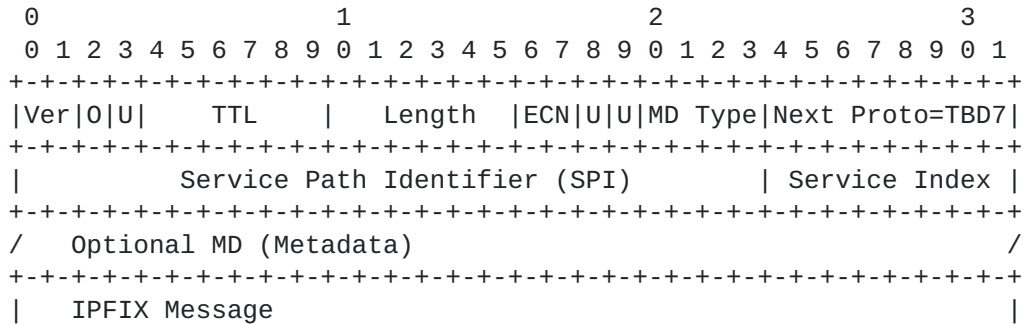 0                   1                   2                   3
 0 1 2 3 4 5 6 7 8 9 0 1 2 3 4 5 6 7 8 9 0 1 2 3 4 5 6 7 8 9 0 1
+-+-+-+-+-+-+-+-+-+-+-+-+-+-+-+-+-+-+-+-+-+-+-+-+-+-+-+-+-+-+-+-+
|Ver|O|U|    TTL    |   Length  |ECN|U|U|MD Type|Next Proto=TBD7|
+-+-+-+-+-+-+-+-+-+-+-+-+-+-+-+-+-+-+-+-+-+-+-+-+-+-+-+-+-+-+-+-+
|          Service Path Identifier (SPI)        | Service Index |
+-+-+-+-+-+-+-+-+-+-+-+-+-+-+-+-+-+-+-+-+-+-+-+-+-+-+-+-+-+-+-+-+
/   Optional MD (Metadata)                                      /
+-+-+-+-+-+-+-+-+-+-+-+-+-+-+-+-+-+-+-+-+-+-+-+-+-+-+-+-+-+-+-+-+
|   IPFIX Message                                               |